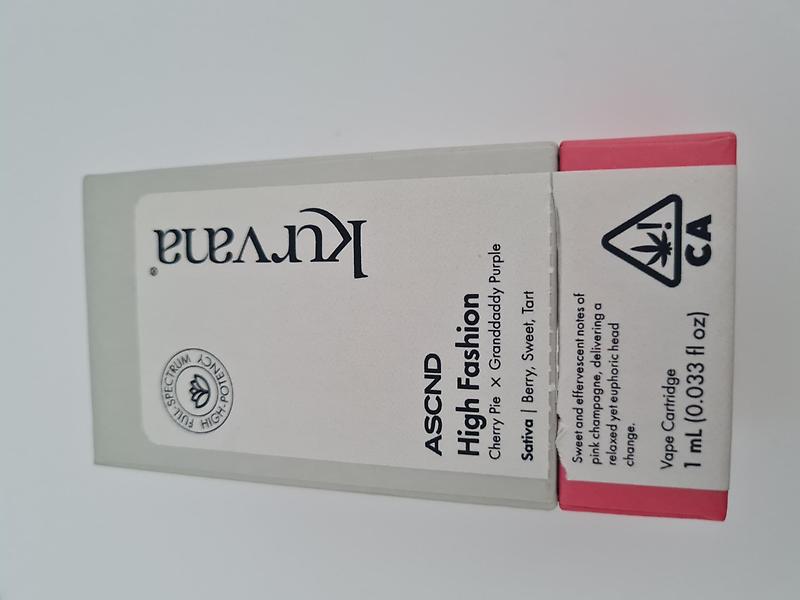 kurvana®
FULL-SPECTRUM
HIGH-POTENCY
ASCND
High Fashion
Cherry Pie x Granddaddy Purple
Sativa | Berry, Sweet, Tart
Sweet and effervescent notes of
pink champagne, delivering a
relaxed yet euphoric head
change.
Vape Cartridge
1 mL (0.033 fl oz)
!
CA